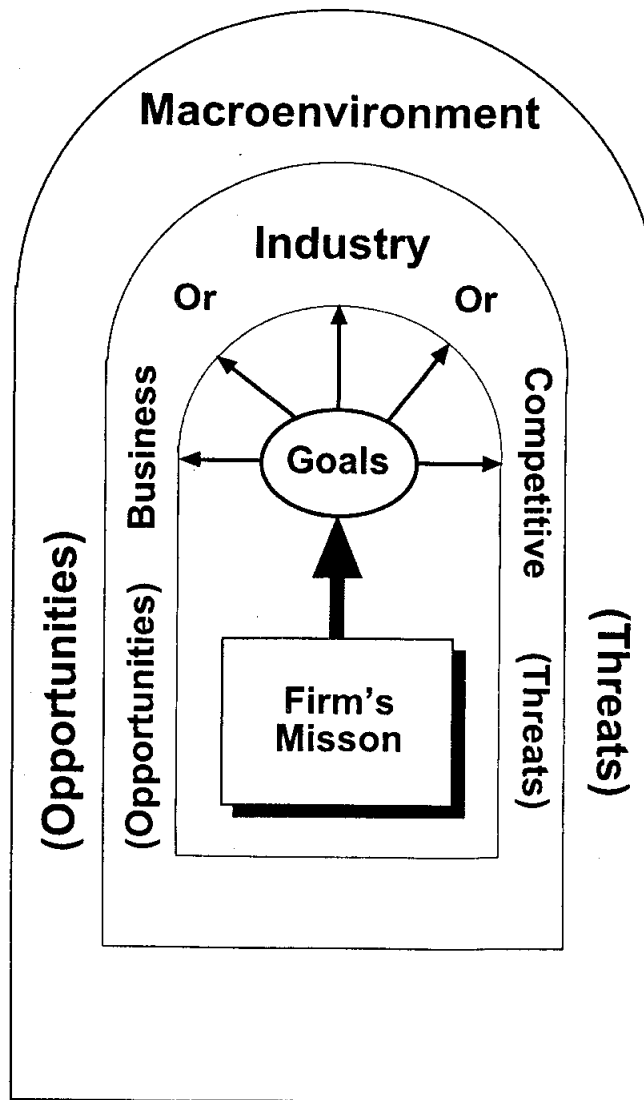 Macroenvironment
Industry
Or
Or
Business
Competitive
Goals
(Opportunities)
(Opportunities)
(Threats)
(Threats)
Firm's
Misson